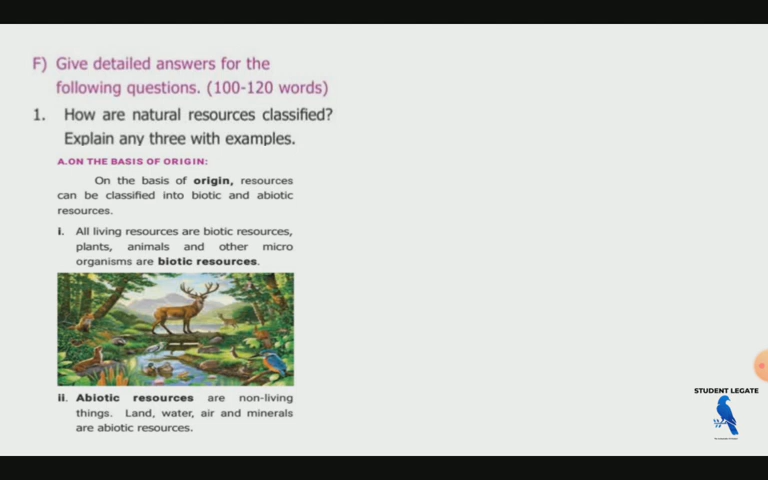 F) Give detailed answers for the
following questions. (100-120 words)
1. How are natural resources classified?
Explain any three with examples.
A.ON THE BASIS OF ORIGIN:
On the basis of origin, resources
can be classified into biotic and abiotic
resources.
i. All living resources are biotic resources,
plants, animals and other micro
organisms are biotic resources.
ii. Abiotic resources are non-living
things. Land, water, air and minerals
are abiotic resources.
STUDENT LEGATE